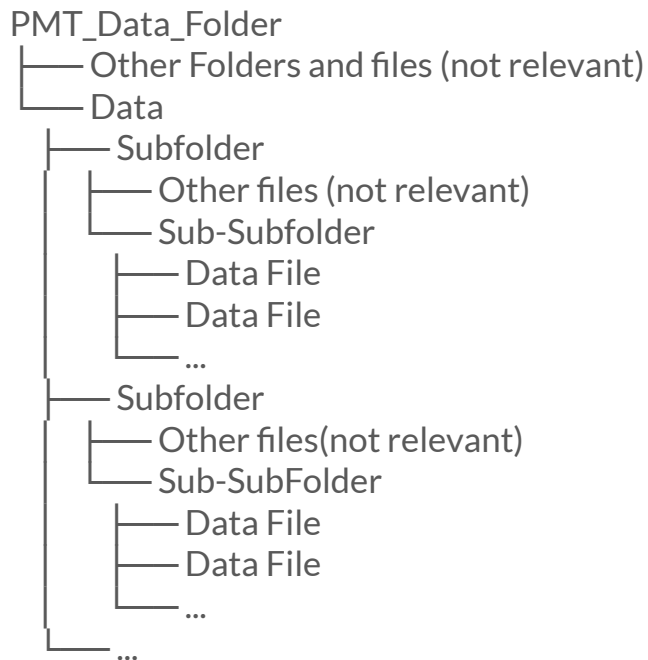 PMT_Data_Folder
Other Folders and files (not relevant)
Data
Subfolder
Other files (not relevant)
Sub-Subfolder
Data File
Data File
...
Subfolder
Other files(not relevant)
Sub-SubFolder
Data File
Data File
...
...